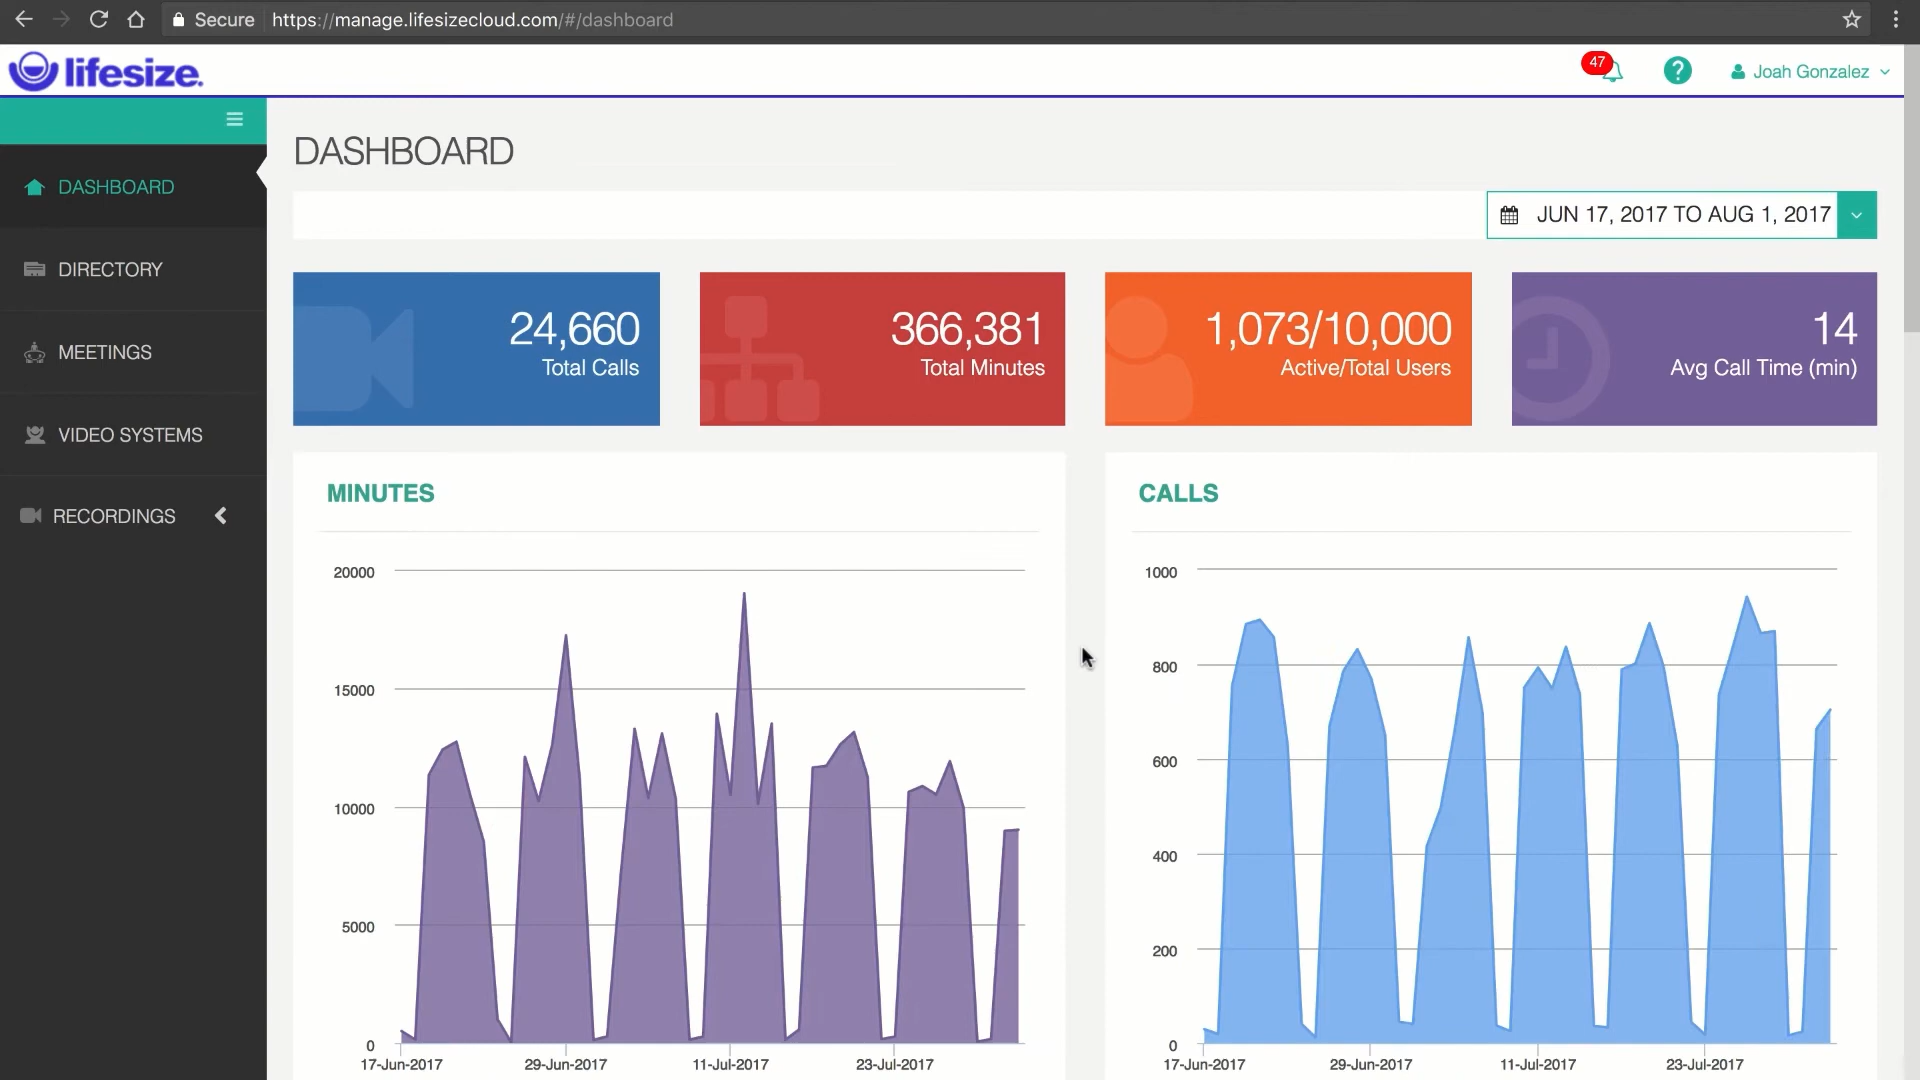 Secure https://manage.lifesizecloud.com/#/dashboard
lifesize.
47
?
Joah Gonzalez
DASHBOARD
DIRECTORY
MEETINGS
VIDEO SYSTEMS
RECORDINGS
DASHBOARD
JUN 17, 2017 TO AUG 1, 2017
24,660
Total Calls
366,381
Total Minutes
1,073/10,000
Active/Total Users
14
Avg Call Time (min)
MINUTES
20000
15000
10000
5000
0
17-Jun-2017 29-Jun-2017 11-Jul-2017 23-Jul-2017
CALLS
1000
800
600
400
200
0
17-Jun-2017 29-Jun-2017 11-Jul-2017 23-Jul-2017